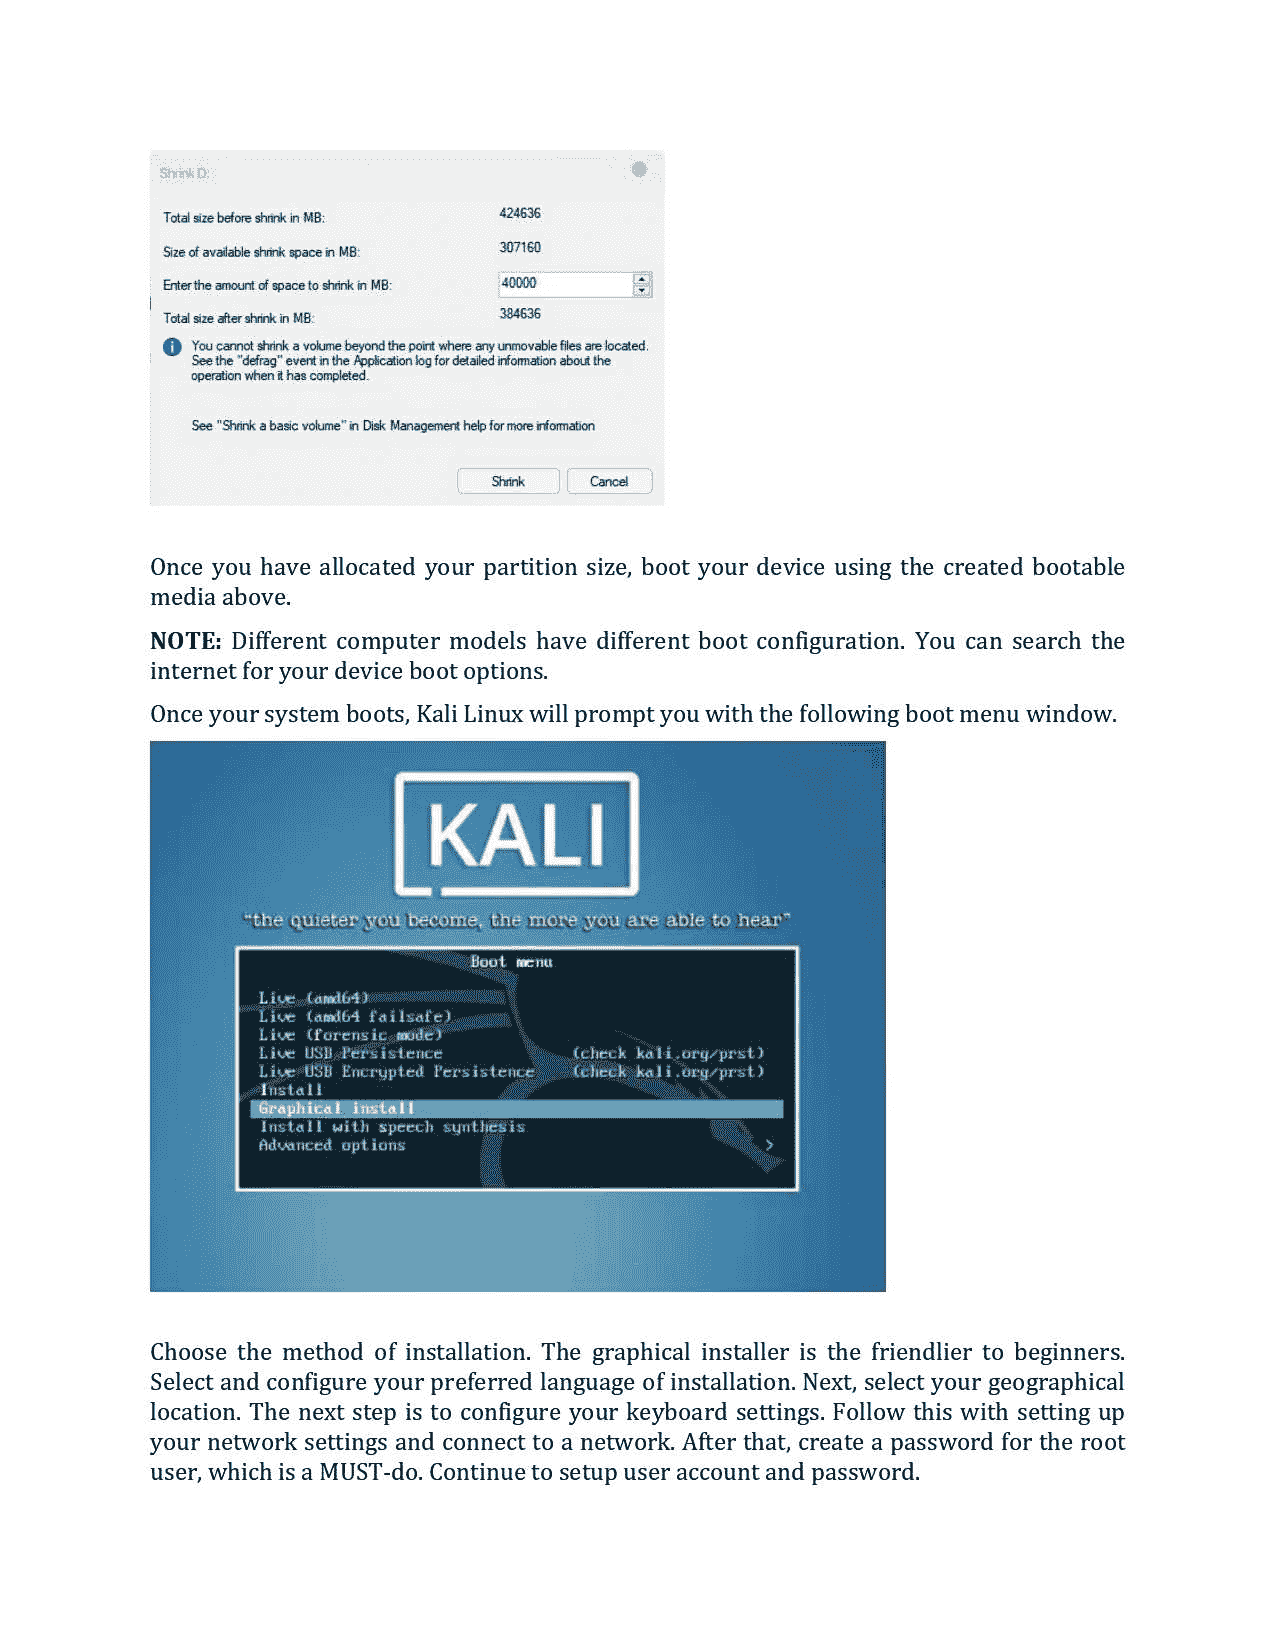 Shrink D:
Total size before shrink in MB: 424636
Size of available shrink space in MB: 307160
Enter the amount of space to shrink in MB: 40000
Total size after shrink in MB: 384636
You cannot shrink a volume beyond the point where any unmovable files are located.
See the "defrag" event in the Application log for detailed information about the
operation when it has completed.
See "Shrink a basic volume" in Disk Management help for more information
Shrink Cancel
Once you have allocated your partition size, boot your device using the created bootable
media above.
NOTE: Different computer models have different boot configuration. You can search the
internet for your device boot options.
Once your system boots, Kali Linux will prompt you with the following boot menu window.
KALI
"the quieter you become, the more you are able to hear"
Boot menu
Live (amd64)
Live (amd64 failsafe)
Live (forensic mode)
Live USB Persistence (check kali.org/prst)
Live USB Encrypted Persistence (check kali.org/prst)
Install
Graphical install
Install with speech synthesis
Advanced options >
Choose the method of installation. The graphical installer is the friendlier to beginners.
Select and configure your preferred language of installation. Next, select your geographical
location. The next step is to configure your keyboard settings. Follow this with setting up
your network settings and connect to a network. After that, create a password for the root
user, which is a MUST-do. Continue to setup user account and password.